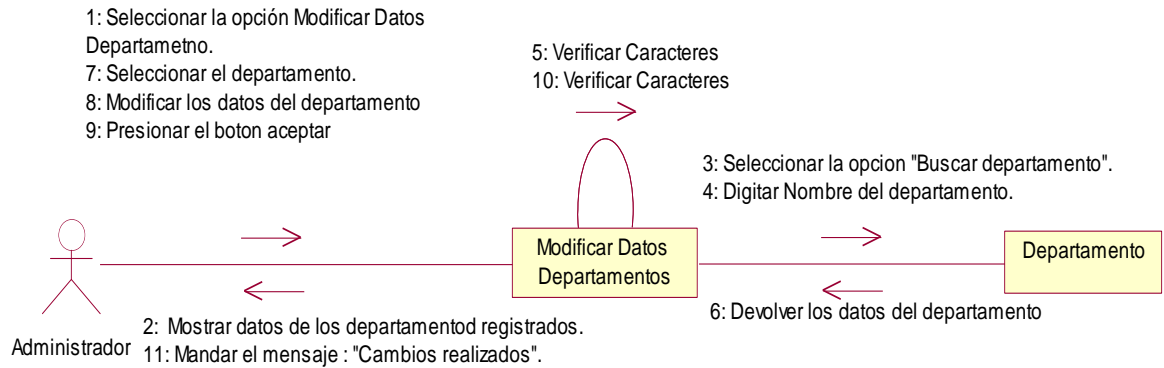 1: Seleccionar la opción Modificar Datos
Departametno.
7: Seleccionar el departamento.
8: Modificar los datos del departamento
9: Presionar el boton aceptar
5: Verificar Caracteres
10: Verificar Caracteres
3: Seleccionar la opcion "Buscar departamento".
4: Digitar Nombre del departamento.
Modificar Datos
Departamentos
Departamento
6: Devolver los datos del departamento
2: Mostrar datos de los departamentod registrados.
11: Mandar el mensaje : "Cambios realizados".
Administrador